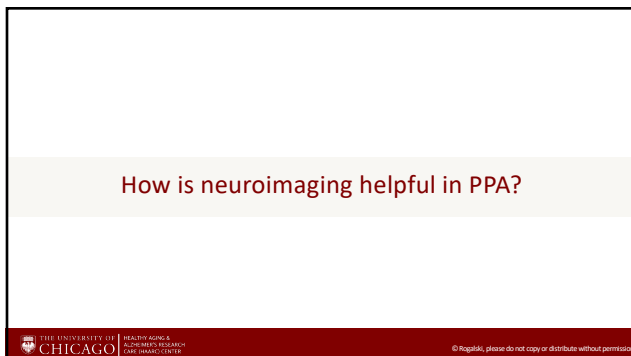 How is neuroimaging helpful in PPA?
THE UNIVERSITY OF
CHICAGO
HEALTHY AGING &
ALZHEIMER'S RESEARCH
CARE (HAARC) CENTER
© Rogalski, please do not copy or distribute without permission